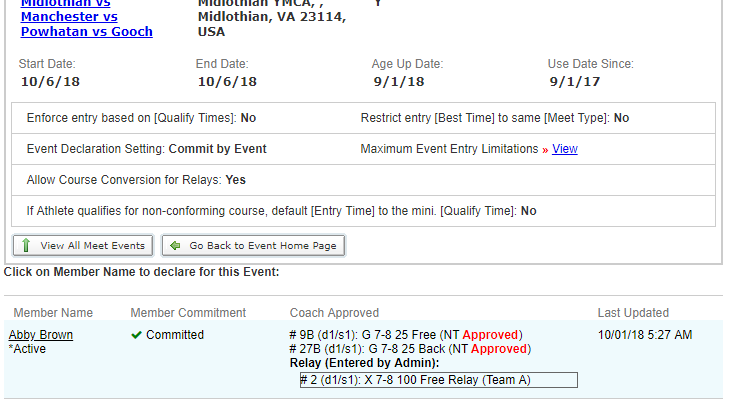 Midlothian vs
Manchester vs
Powhatan vs Gooch
Midlothian YMCA, ,
Midlothian, VA 23114,
USA
Y
Start Date:
10/6/18
End Date:
10/6/18
Age Up Date:
9/1/18
Use Date Since:
9/1/17
Enforce entry based on [Qualify Times]: No
Restrict entry [Best Time] to same [Meet Type]: No
Event Declaration Setting: Commit by Event
Maximum Event Entry Limitations » View
Allow Course Conversion for Relays: Yes
If Athlete qualifies for non-conforming course, default [Entry Time] to the mini. [Qualify Time]: No
View All Meet Events
Go Back to Event Home Page
Click on Member Name to declare for this Event:
Member Name
Member Commitment
Coach Approved
Last Updated
Abby Brown
*Active
Committed
# 9B (d1/s1): G 7-8 25 Free (NT Approved)
# 27B (d1/s1): G 7-8 25 Back (NT Approved)
Relay (Entered by Admin):
# 2 (d1/s1): X 7-8 100 Free Relay (Team A)
10/01/18 5:27 AM